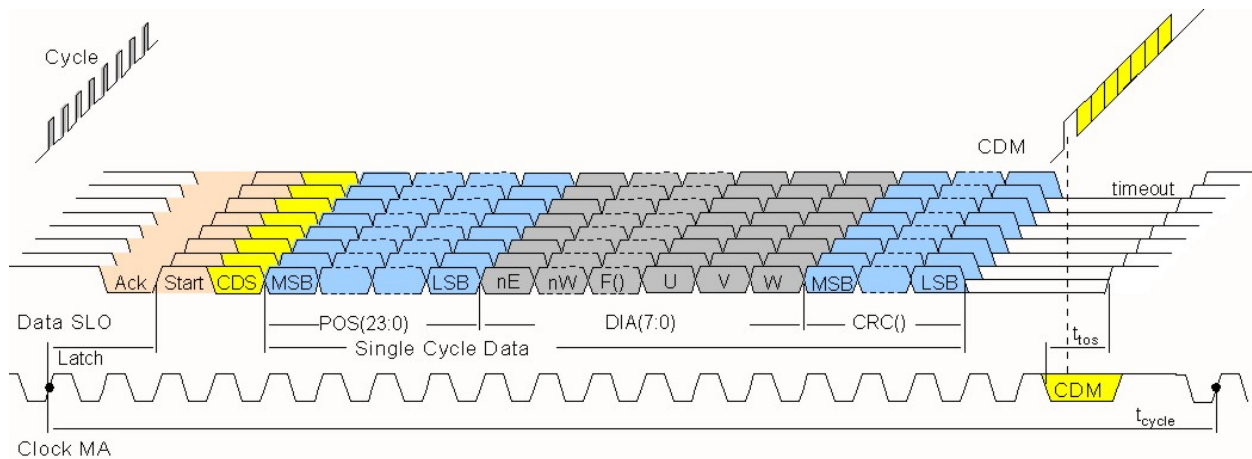 Cycle
CDM
timeout
Ack Start CDS MSB LSB nE nW F() U V W MSB LSB
Data SLO POS(23:0) DIA(7:0) CRC() ttos
Latch Single Cycle Data
CDM
tcycle
Clock MA